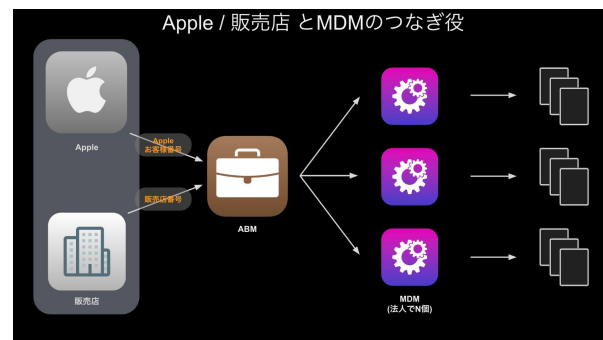 Apple / 販売店 とMDMのつなぎ役
Apple
Apple
お客様番号
販売店番号
販売店
ABM
MDM
(法人でN個)